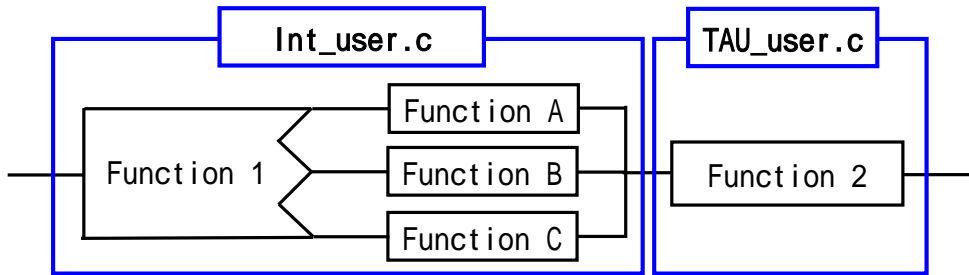 Int_user.c
TAU_user.c
Function A
Function 1
Function B
Function 2
Function C